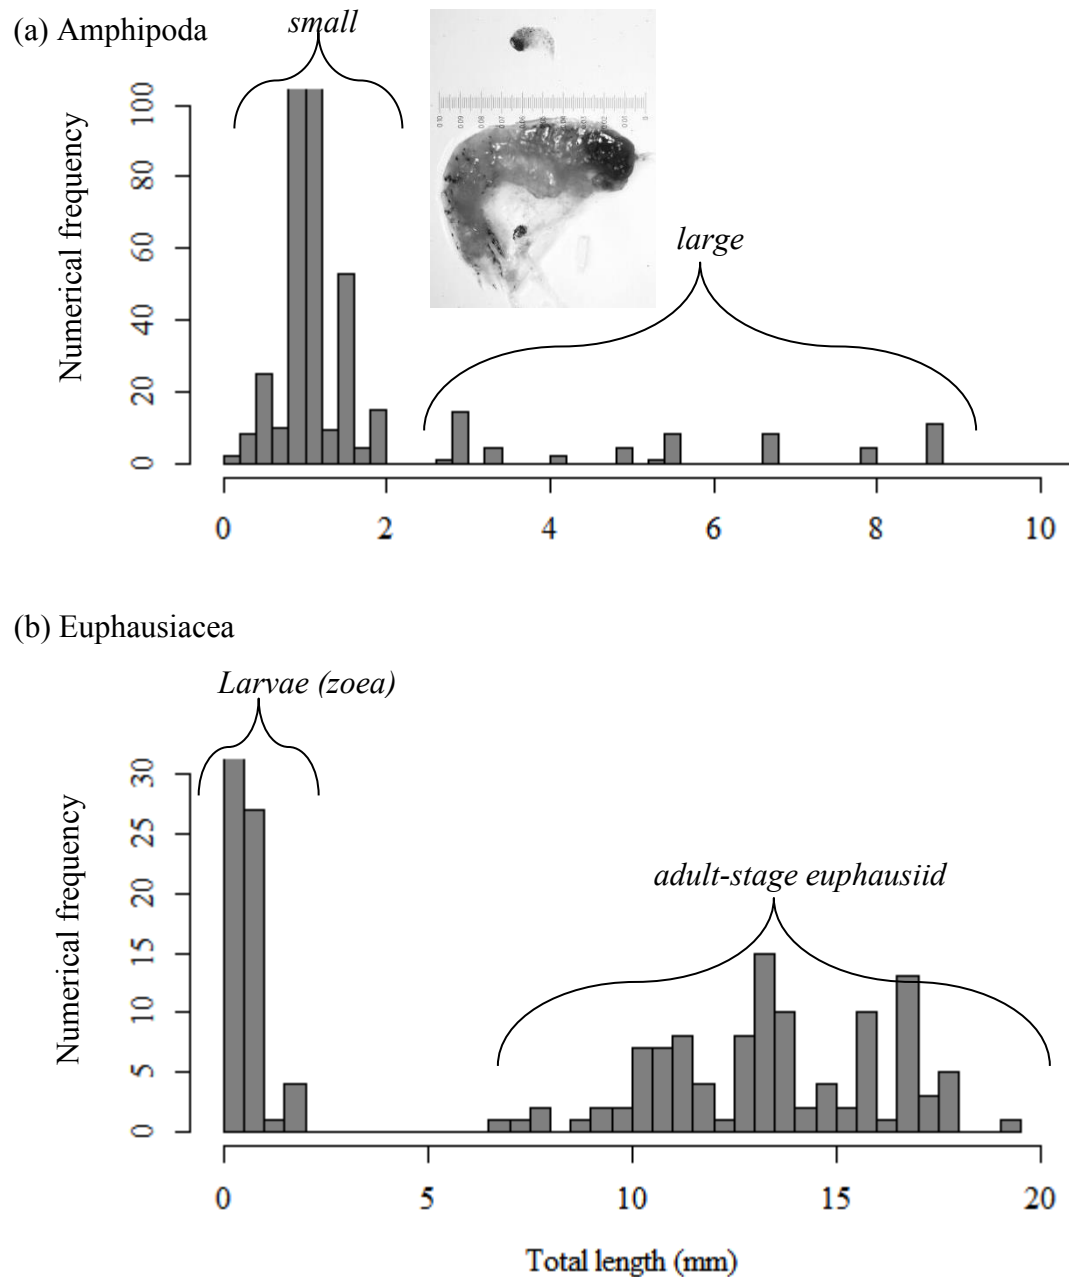 (a) Amphipoda
small
large
Numerical frequency
100
80
60
40
20
0
0 2 4 6 8 10
(b) Euphausiacea
Larvae (zoea)
adult-stage euphausiid
Numerical frequency
30
25
20
15
10
5
0
0 5 10 15 20
Total length (mm)